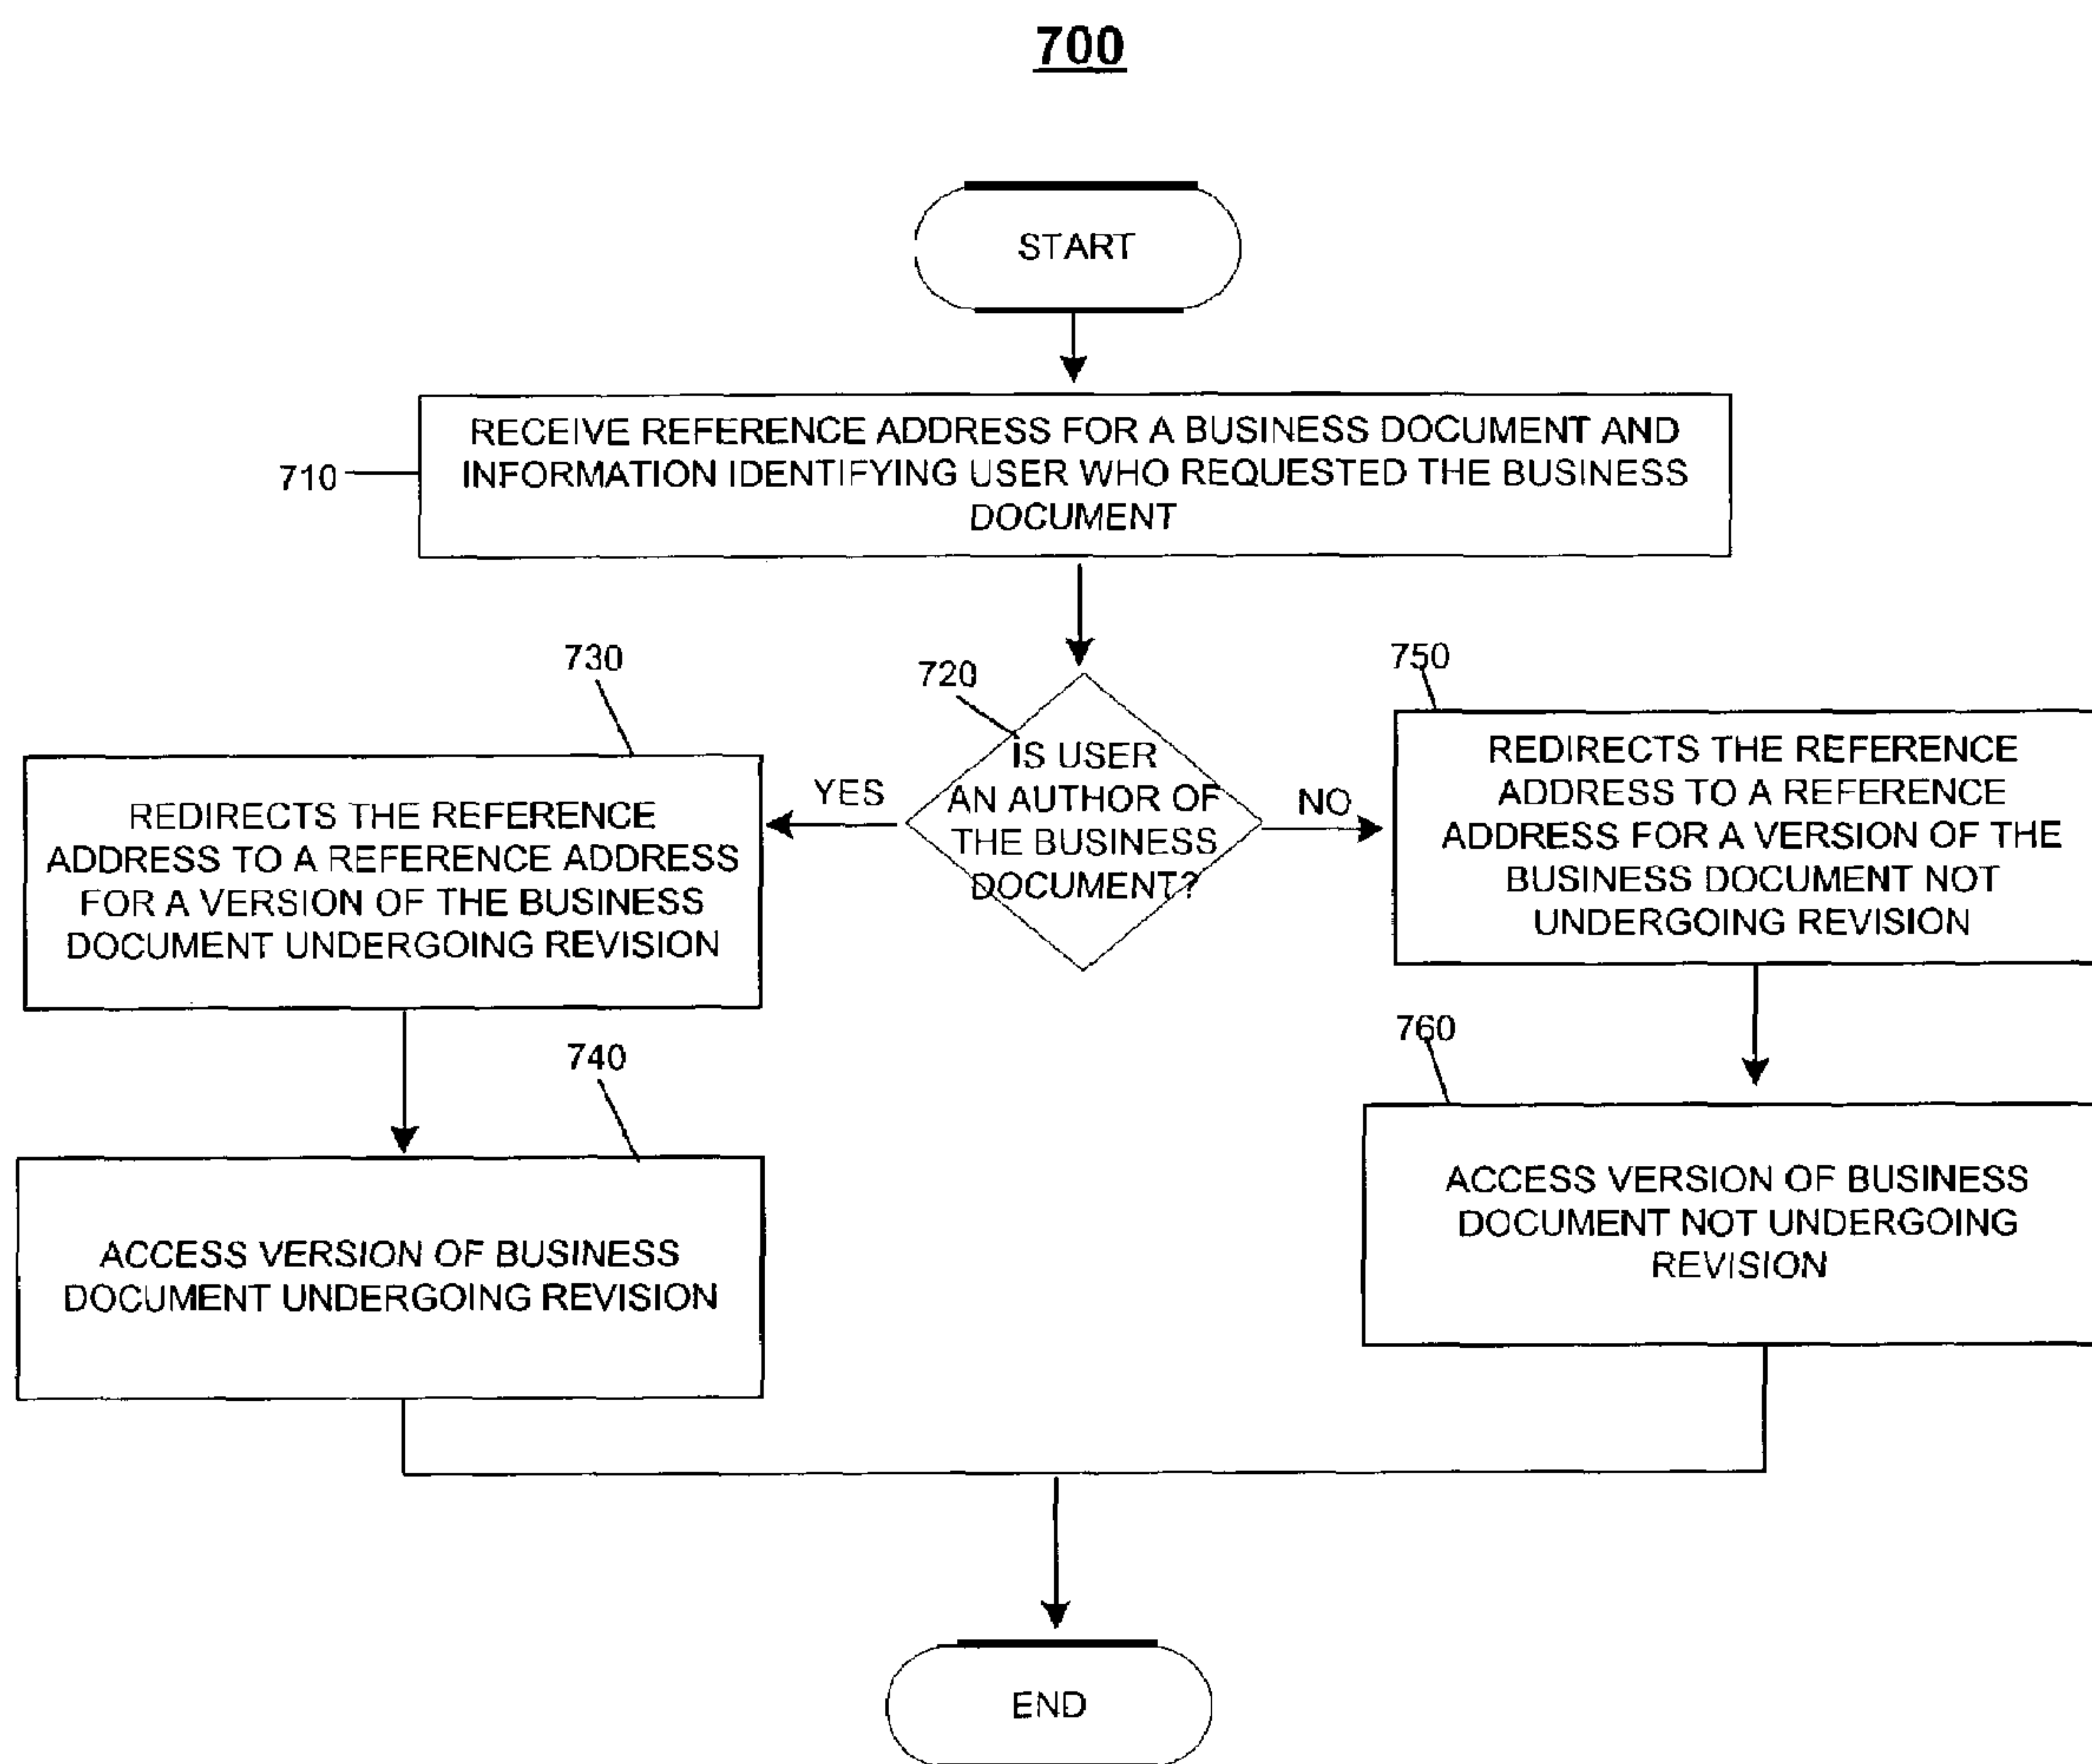 700
START
710
RECEIVE REFERENCE ADDRESS FOR A BUSINESS DOCUMENT AND
INFORMATION IDENTIFYING USER WHO REQUESTED THE BUSINESS
DOCUMENT
720
IS USER
AN AUTHOR OF
THE BUSINESS
DOCUMENT?
YES
NO
730
REDIRECTS THE REFERENCE
ADDRESS TO A REFERENCE ADDRESS
FOR A VERSION OF THE BUSINESS
DOCUMENT UNDERGOING REVISION
740
ACCESS VERSION OF BUSINESS
DOCUMENT UNDERGOING REVISION
750
REDIRECTS THE REFERENCE
ADDRESS TO A REFERENCE
ADDRESS FOR A VERSION OF THE
BUSINESS DOCUMENT NOT
UNDERGOING REVISION
760
ACCESS VERSION OF BUSINESS
DOCUMENT NOT UNDERGOING
REVISION
END